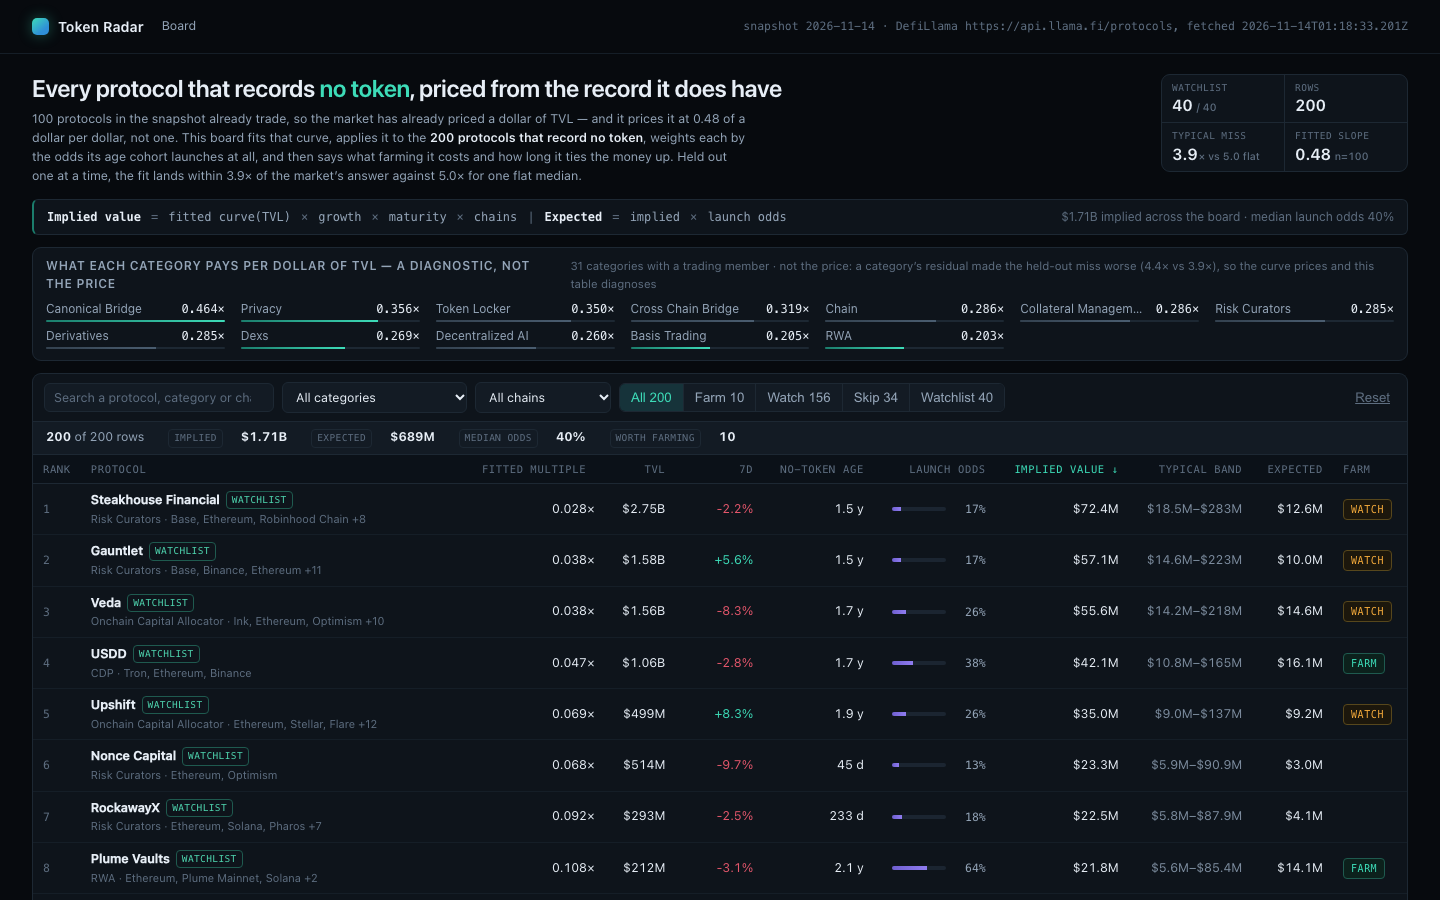 Token Radar Board snapshot 2026-11-14 · DefiLlama https://api.llama.fi/protocols, fetched 2026-11-14T01:18:33.201Z
Every protocol that records no token, priced from the record it does have
100 protocols in the snapshot already trade, so the market has already priced a dollar of TVL — and it prices it at 0.48 of a
dollar per dollar, not one. This board fits that curve, applies it to the 200 protocols that record no token, weights each by
the odds its age cohort launches at all, and then says what farming it costs and how long it ties the money up. Held out
one at a time, the fit lands within 3.9× of the market's answer against 5.0× for one flat median.
WATCHLIST ROWS
40 / 40 200
TYPICAL MISS FITTED SLOPE
3.9× vs 5.0 flat 0.48 n=100
Implied value = fitted curve(TVL) × growth × maturity × chains | Expected = implied × launch odds $1.71B implied across the board · median launch odds 40%
WHAT EACH CATEGORY PAYS PER DOLLAR OF TVL — A DIAGNOSTIC, NOT
THE PRICE
31 categories with a trading member · not the price: a category's residual made the held-out miss worse (4.4× vs 3.9×), so the curve prices and this
table diagnoses
Canonical Bridge 0.464× Privacy 0.356× Token Locker 0.350× Cross Chain Bridge 0.319× Chain 0.286× Collateral Managem... 0.286× Risk Curators 0.285×
Derivatives 0.285× Dexs 0.269× Decentralized AI 0.260× Basis Trading 0.205× RWA 0.203×
Search a protocol, category or cha All categories All chains All 200 Farm 10 Watch 156 Skip 34 Watchlist 40 Reset
200 of 200 rows IMPLIED $1.71B EXPECTED $689M MEDIAN ODDS 40% WORTH FARMING 10
RANK PROTOCOL FITTED MULTIPLE TVL 7D NO-TOKEN AGE LAUNCH ODDS IMPLIED VALUE ↓ TYPICAL BAND EXPECTED FARM
1 Steakhouse Financial WATCHLIST 0.028× $2.75B -2.2% 1.5 y 17% $72.4M $18.5M–$283M $12.6M WATCH
Risk Curators · Base, Ethereum, Robinhood Chain +8
2 Gauntlet WATCHLIST 0.038× $1.58B +5.6% 1.5 y 17% $57.1M $14.6M–$223M $10.0M WATCH
Risk Curators · Base, Binance, Ethereum +11
3 Veda WATCHLIST 0.038× $1.56B -8.3% 1.7 y 26% $55.6M $14.2M–$218M $14.6M WATCH
Onchain Capital Allocator · Ink, Ethereum, Optimism +10
4 USDD WATCHLIST 0.047× $1.06B -2.8% 1.7 y 38% $42.1M $10.8M–$165M $16.1M FARM
CDP · Tron, Ethereum, Binance
5 Upshift WATCHLIST 0.069× $499M +8.3% 1.9 y 26% $35.0M $9.0M–$137M $9.2M WATCH
Onchain Capital Allocator · Ethereum, Stellar, Flare +12
6 Nonce Capital WATCHLIST 0.068× $514M -9.7% 45 d 13% $23.3M $5.9M–$90.9M $3.0M
Risk Curators · Ethereum, Optimism
7 RockawayX WATCHLIST 0.092× $293M -2.5% 233 d 18% $22.5M $5.8M–$87.9M $4.1M
Risk Curators · Ethereum, Solana, Pharos +7
8 Plume Vaults WATCHLIST 0.108× $212M -3.1% 2.1 y 64% $21.8M $5.6M–$85.4M $14.1M FARM
RWA · Ethereum, Plume Mainnet, Solana +2